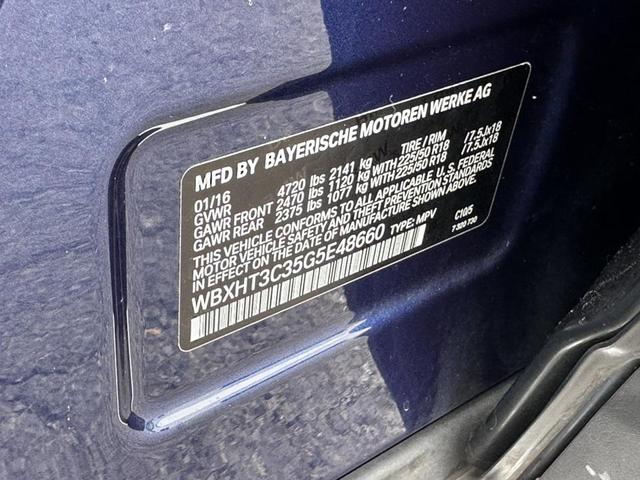 MFD BY BAYERISCHE MOTOREN WERKE AG
01/16 TIRE / RIM
GVWR 4720 lbs 2141 kg
GAWR FRONT 2470 lbs 1120 kg WITH 225/50 R18 / 7.5Jx18
GAWR REAR 2375 lbs 1077 kg WITH 225/50 R18 / 7.5Jx18
THIS VEHICLE CONFORMS TO ALL APPLICABLE U. S. FEDERAL
MOTOR VEHICLE SAFETY AND THEFT PREVENTION STANDARDS
IN EFFECT ON THE DATE OF MANUFACTURE SHOWN ABOVE.
WBXHT3C35G5E48660 TYPE: MPV C105
7 320 730